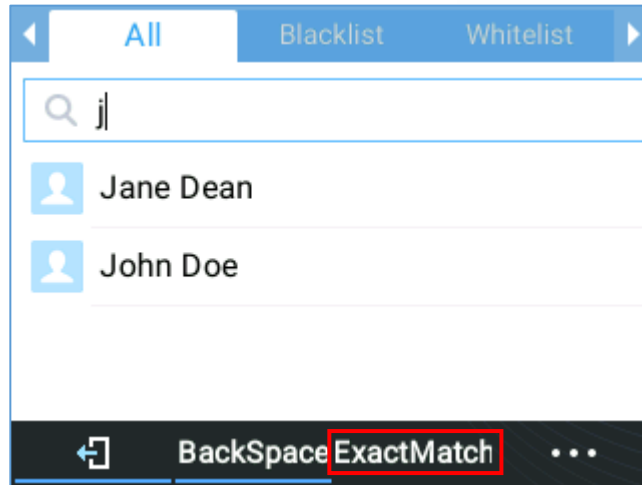 All Blacklist Whitelist
j
Jane Dean
John Doe
BackSpace ExactMatch ...